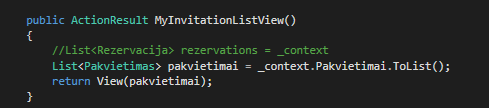 public ActionResult MyInvitationListView()
{
//List<Rezervacija> rezervations = _context
List<Pakvietimas> pakvietimai = _context.Pakvietimai.ToList();
return View(pakvietimai);
}